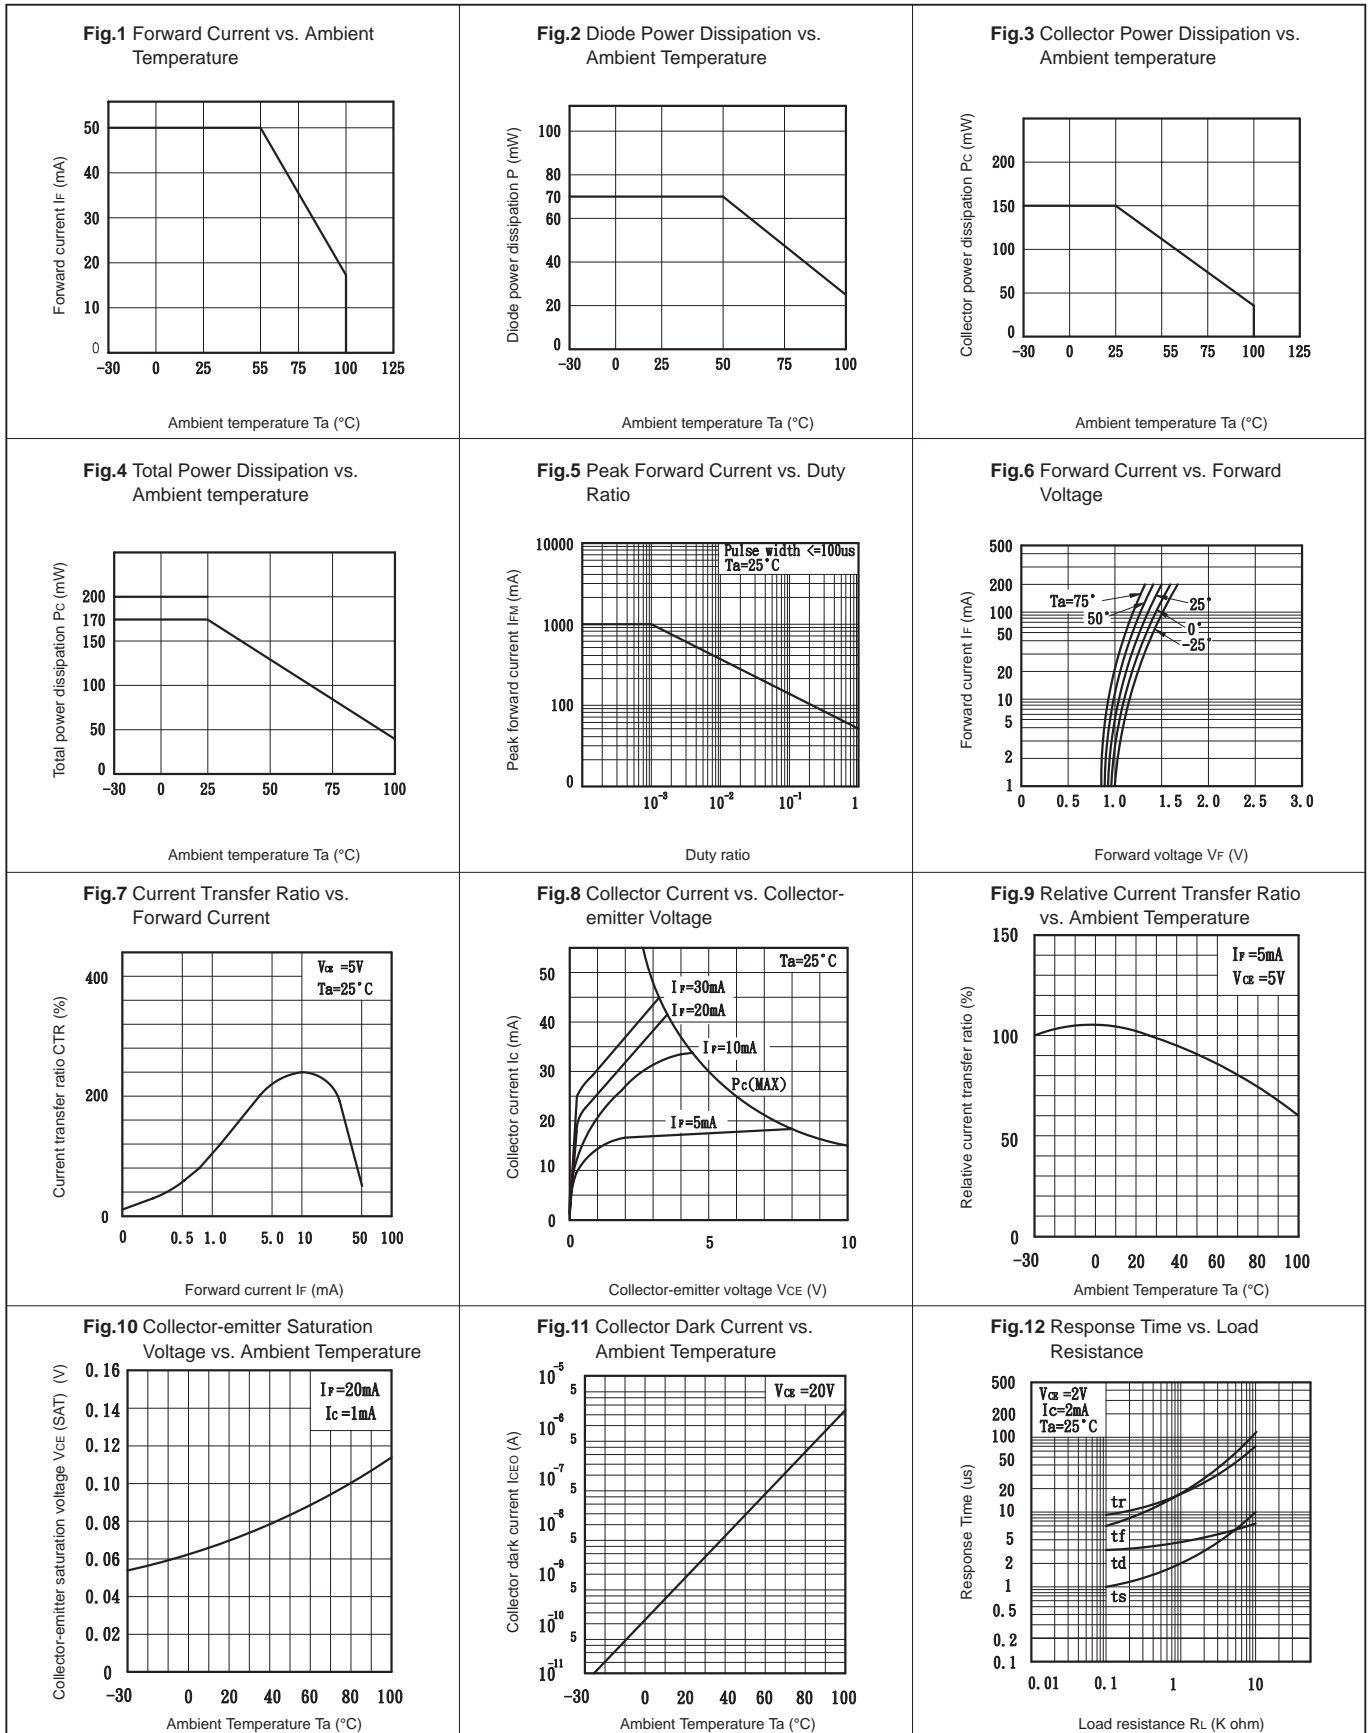 Fig.1 Forward Current vs. Ambient
Temperature
Forward current IF (mA)
50
40
30
20
10
0
-30 0 25 55 75 100 125
Ambient temperature Ta (°C)
Fig.2 Diode Power Dissipation vs.
Ambient Temperature
Diode power dissipation P (mW)
100
80
70
60
40
20
0
-30 0 25 50 75 100
Ambient temperature Ta (°C)
Fig.3 Collector Power Dissipation vs.
Ambient temperature
Collector power dissipation Pc (mW)
200
150
100
50
0
-30 0 25 55 75 100 125
Ambient temperature Ta (°C)
Fig.4 Total Power Dissipation vs.
Ambient temperature
Total power dissipation Pc (mW)
200
170
150
100
50
0
-30 0 25 50 75 100
Ambient temperature Ta (°C)
Fig.5 Peak Forward Current vs. Duty
Ratio
Peak forward current IFM (mA)
Pulse width <=100us
Ta=25°C
10000
1000
100
0
10⁻³ 10⁻² 10⁻¹ 1
Duty ratio
Fig.6 Forward Current vs. Forward
Voltage
Forward current IF (mA)
500
200
100
50
20
10
5
2
1
Ta=75°
50°
25°
0°
-25°
0 0.5 1.0 1.5 2.0 2.5 3.0
Forward voltage VF (V)
Fig.7 Current Transfer Ratio vs.
Forward Current
Current transfer ratio CTR (%)
VCE =5V
Ta=25°C
400
200
0
0 0.5 1.0 5.0 10 50 100
Forward current IF (mA)
Fig.8 Collector Current vs. Collector-
emitter Voltage
Collector current Ic (mA)
Ta=25°C
50
40
30
20
10
0
IF=30mA
IF=20mA
IF=10mA
Pc(MAX)
IF=5mA
0 5 10
Collector-emitter voltage VCE (V)
Fig.9 Relative Current Transfer Ratio
vs. Ambient Temperature
Relative current transfer ratio (%)
IF=5mA
VCE =5V
150
100
50
0
-30 0 20 40 60 80 100
Ambient Temperature Ta (°C)
Fig.10 Collector-emitter Saturation
Voltage vs. Ambient Temperature
Collector-emitter saturation voltage VCE (SAT) (V)
IF=20mA
Ic=1mA
0.16
0.14
0.12
0.10
0.08
0.06
0.04
0.02
0
-30 0 20 40 60 80 100
Ambient Temperature Ta (°C)
Fig.11 Collector Dark Current vs.
Ambient Temperature
Collector dark current ICEO (A)
VCE =20V
10⁻⁵
5
10⁻⁶
5
10⁻⁷
5
10⁻⁸
5
10⁻⁹
5
10⁻¹⁰
5
10⁻¹¹
-30 0 20 40 60 80 100
Ambient Temperature Ta (°C)
Fig.12 Response Time vs. Load
Resistance
Response Time (us)
VCE =2V
Ic=2mA
Ta=25°C
500
200
100
50
20
10
5
2
1
0.5
0.2
0.1
tr
tf
td
ts
0.01 0.1 1 10
Load resistance RL (K ohm)